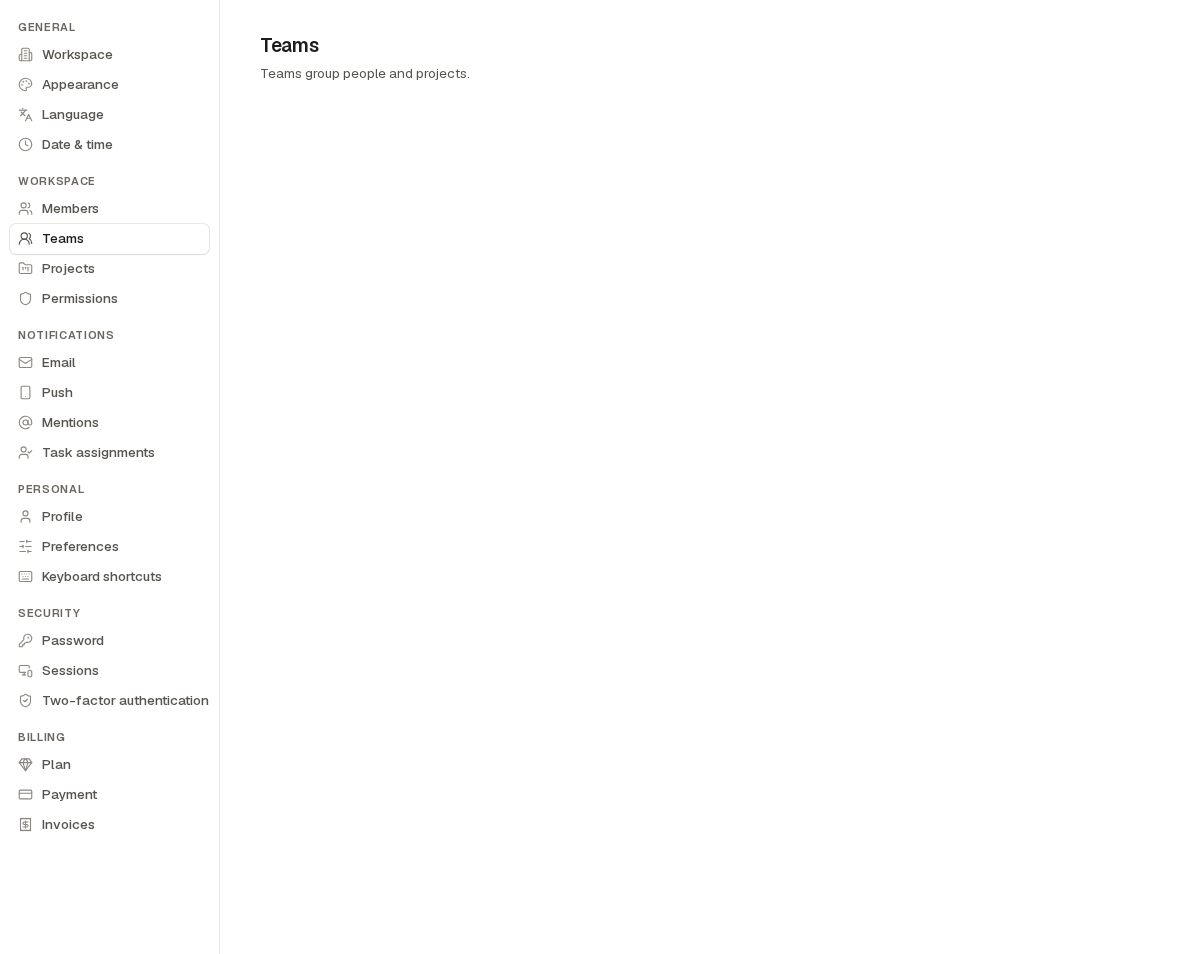 GENERAL
Workspace
Appearance
Language
Date & time
WORKSPACE
Members
Teams
Projects
Permissions
NOTIFICATIONS
Email
Push
Mentions
Task assignments
PERSONAL
Profile
Preferences
Keyboard shortcuts
SECURITY
Password
Sessions
Two-factor authentication
BILLING
Plan
Payment
Invoices
Teams
Teams group people and projects.